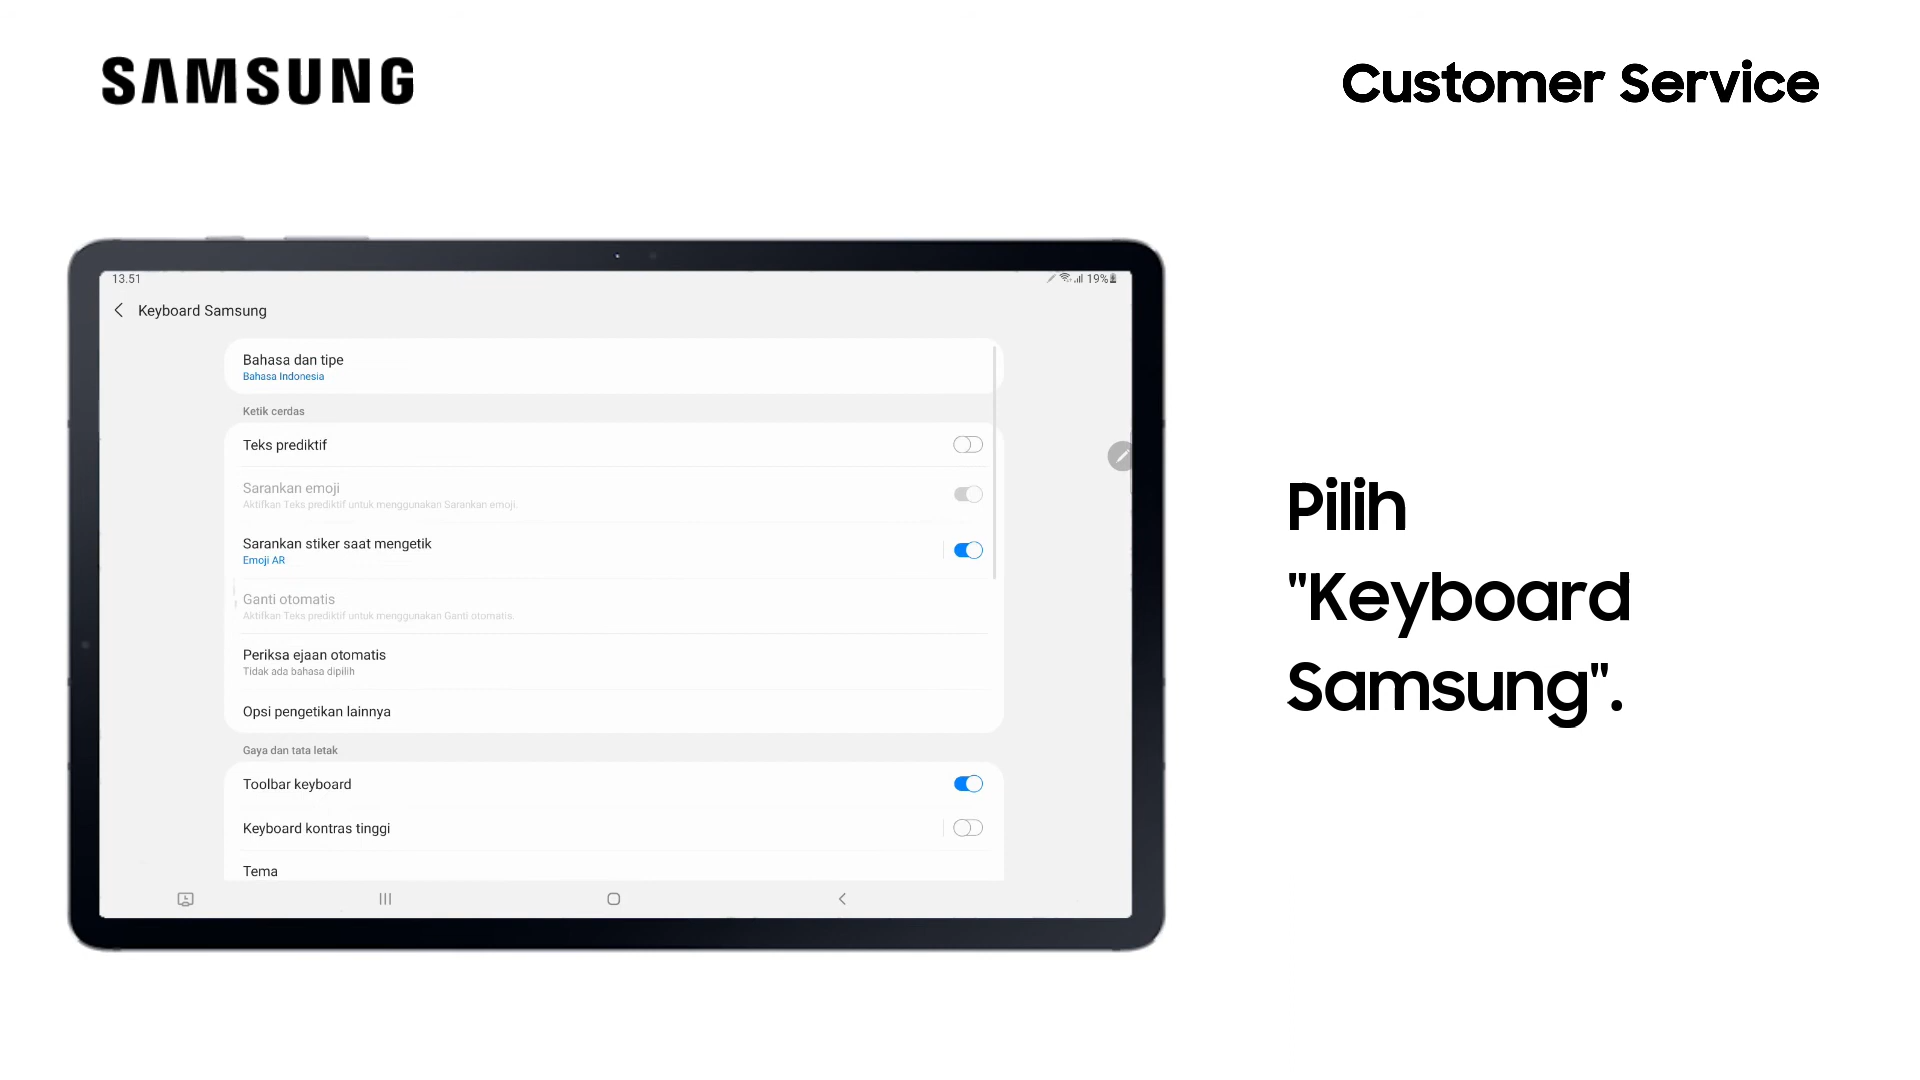 SAMSUNG
Customer Service
13.51
19%
Keyboard Samsung
Bahasa dan tipe
Bahasa Indonesia
Ketik cerdas
Teks prediktif
Sarankan emoji
Aktifkan Teks prediktif untuk menggunakan Sarankan emoji.
Sarankan stiker saat mengetik
Emoji AR
Ganti otomatis
Aktifkan Teks prediktif untuk menggunakan Ganti otomatis.
Periksa ejaan otomatis
Tidak ada bahasa dipilih
Opsi pengetikan lainnya
Gaya dan tata letak
Toolbar keyboard
Keyboard kontras tinggi
Tema
Pilih
"Keyboard
Samsung".